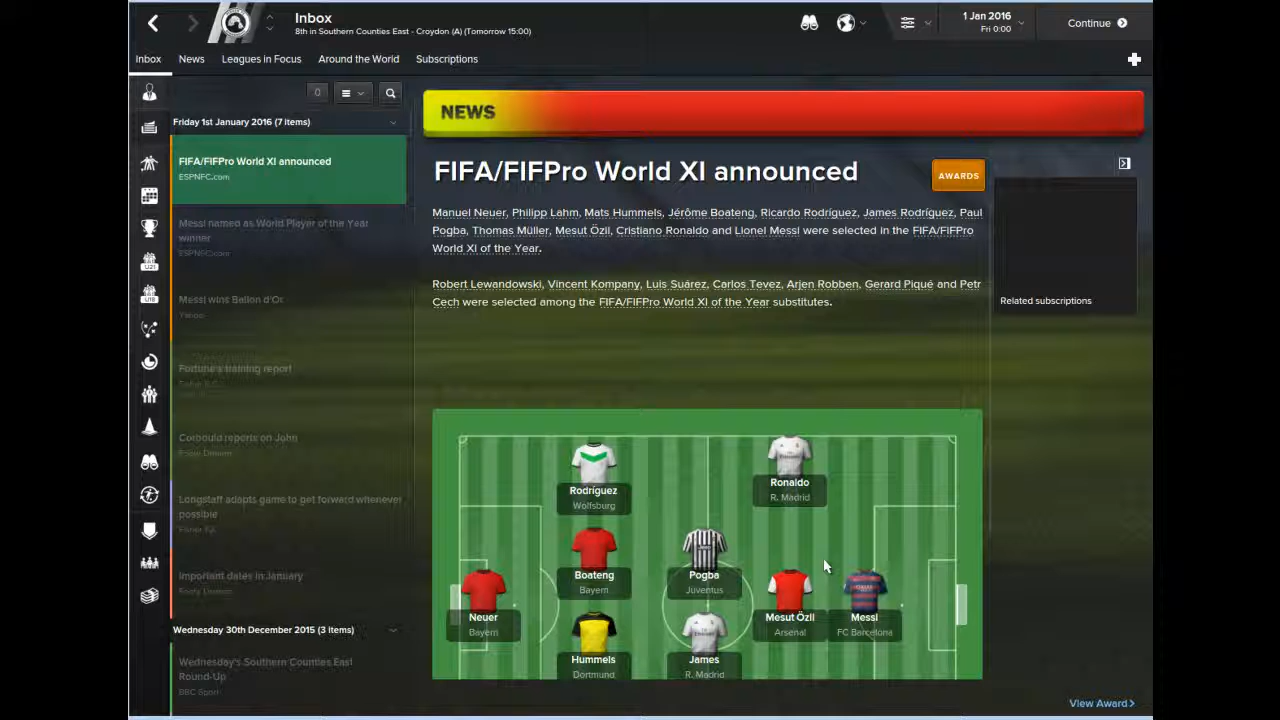 Inbox
8th in Southern Counties East - Croydon (A) (Tomorrow 15:00)
1 Jan 2016
Fri 0:00
Continue
Inbox
News
Leagues in Focus
Around the World
Subscriptions
0
Friday 1st January 2016 (7 items)
FIFA/FIFPro World XI announced
ESPNFC.com
Messi named as World Player of the Year
winner
ESPNFC.com
Messi wins Ballon d'Or
Yahoo
Fortune's training report
Corbould reports on John
Longstaff adapts game to get forward whenever
possible
Important dates in January
Wednesday 30th December 2015 (3 items)
Wednesday's Southern Counties East
Round-Up
BBC Sport
U21
U18
NEWS
FIFA/FIFPro World XI announced
AWARDS
Manuel Neuer, Philipp Lahm, Mats Hummels, Jérôme Boateng, Ricardo Rodríguez, James Rodríguez, Paul
Pogba, Thomas Müller, Mesut Özil, Cristiano Ronaldo and Lionel Messi were selected in the FIFA/FIFPro
World XI of the Year.
Robert Lewandowski, Vincent Kompany, Luis Suárez, Carlos Tevez, Arjen Robben, Gerard Piqué and Petr
Cech were selected among the FIFA/FIFPro World XI of the Year substitutes.
Related subscriptions
Rodríguez
Wolfsburg
Ronaldo
R. Madrid
Boateng
Bayern
Pogba
Juventus
Neuer
Bayern
Mesut Özil
Arsenal
Messi
FC Barcelona
Hummels
Dortmund
James
R. Madrid
View Award